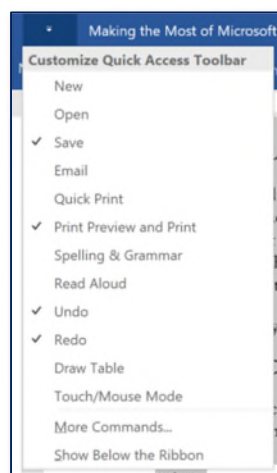 Making the Most of Microsoft
Customize Quick Access Toolbar
New
Open
Save
Email
Quick Print
Print Preview and Print
Spelling & Grammar
Read Aloud
Undo
Redo
Draw Table
Touch/Mouse Mode
More Commands...
Show Below the Ribbon